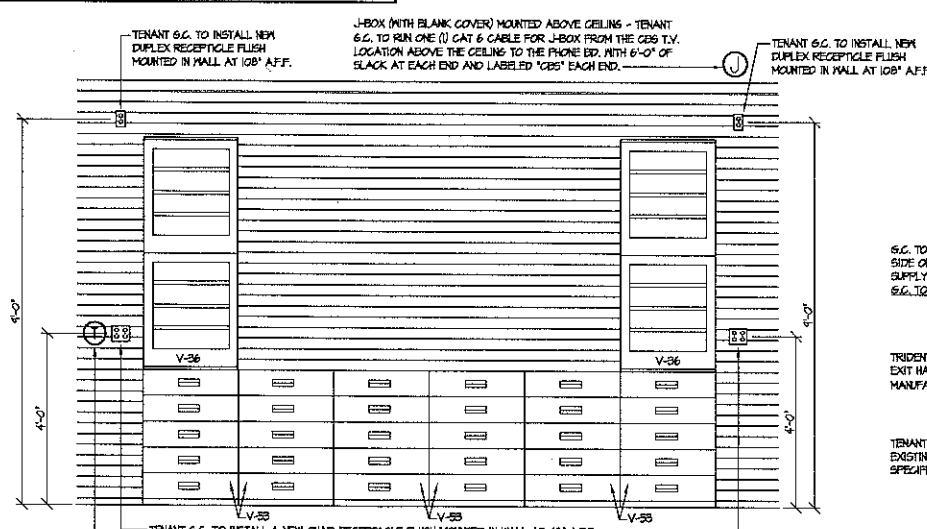 TENANT G.C. TO INSTALL NEW
DUPLEX RECEPTICLE FLUSH
MOUNTED IN WALL AT 108" A.F.F.
J-BOX (WITH BLANK COVER) MOUNTED ABOVE CEILING - TENANT
G.C. TO RUN ONE (1) CAT 6 CABLE FOR J-BOX FROM THE CBS T.V.
LOCATION ABOVE THE CEILING TO THE PHONE BD. WITH 6'-0" OF
SLACK AT EACH END AND LABELED "CBS" EACH END.
J
TENANT G.C. TO INSTALL NEW
DUPLEX RECEPTICLE FLUSH
MOUNTED IN WALL AT 108" A.F.F.
9'-0"
9'-0"
G.C. TO
SIDE O
SUPPLY
G.C. TO
T
V-36
V-36
TRIDENT
EXIT HA
MANUFA
4'-0"
4'-0"
TENANT
EXISTIN
SPECIFI
V-53
V-53
V-53